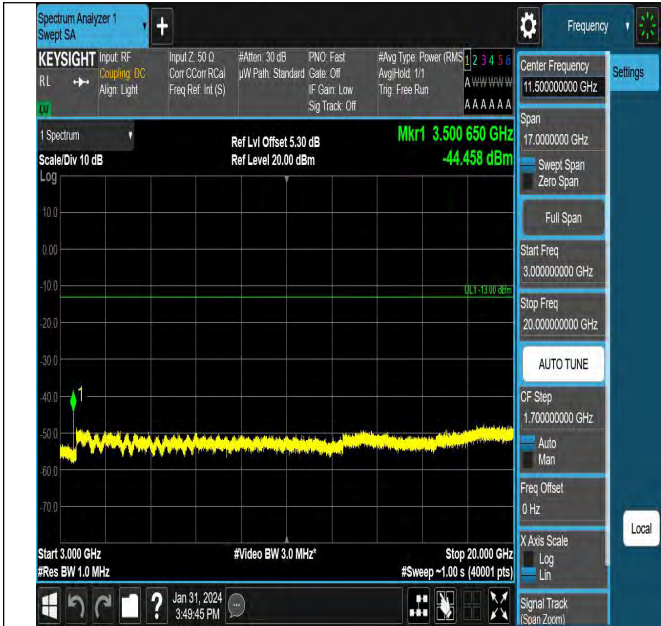 Spectrum Analyzer 1
Swept SA
+
Frequency
KEYSIGHT
RL
Input: RF
Coupling: DC
Align: Light
Input Z: 50 Ω
Corr CCorr RCal
Freq Ref: Int (S)
#Atten: 30 dB
µW Path: Standard
PNO: Fast
Gate: Off
IF Gain: Low
Sig Track: Off
#Avg Type: Power (RMS
Avg|Hold: 1/1
Trig: Free Run
1 2 3 4 5 6
A W W W W W
A A A A A A
1 Spectrum
Scale/Div 10 dB
Ref Lvl Offset 5.30 dB
Ref Level 20.00 dBm
Mkr1 3.500 650 GHz
-44.458 dBm
Log
10.0
0.00
-10.0
-20.0
-30.0
-40.0
-50.0
-60.0
-70.0
DL1 -13.00 dBm
1
Start 3.000 GHz
#Res BW 1.0 MHz
#Video BW 3.0 MHz*
Stop 20.000 GHz
#Sweep ~1.00 s (40001 pts)
?
Jan 31, 2024
3:49:45 PM
Center Frequency
11.500000000 GHz
Span
17.0000000 GHz
Swept Span
Zero Span
Full Span
Start Freq
3.000000000 GHz
Stop Freq
20.000000000 GHz
AUTO TUNE
CF Step
1.700000000 GHz
Auto
Man
Freq Offset
0 Hz
X Axis Scale
Log
Lin
Signal Track
(Span Zoom)
Settings
Local